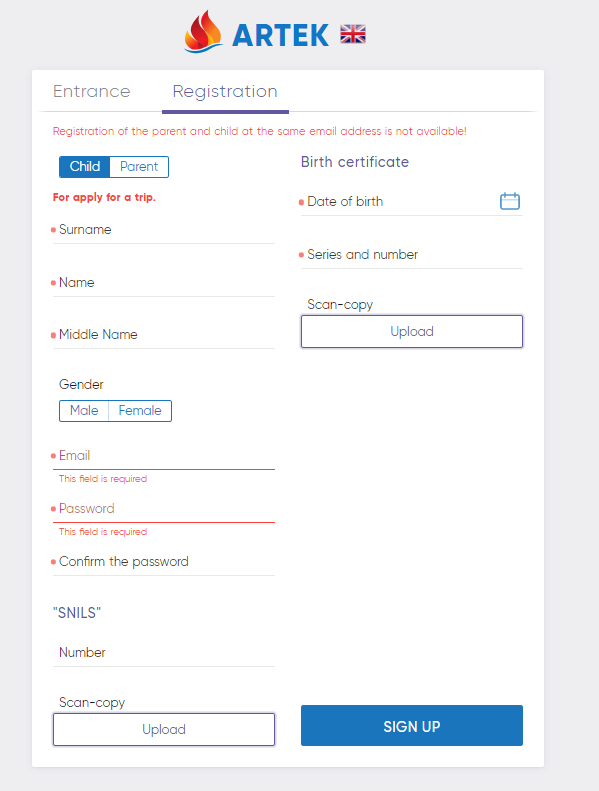 ARTEK
Entrance Registration
Registration of the parent and child at the same email address is not available!
Child Parent
For apply for a trip.
Surname
Name
Middle Name
Gender
Male Female
Email
This field is required
Password
This field is required
Confirm the password
"SNILS"
Number
Scan-copy
Upload
Birth certificate
Date of birth
Series and number
Scan-copy
Upload
SIGN UP